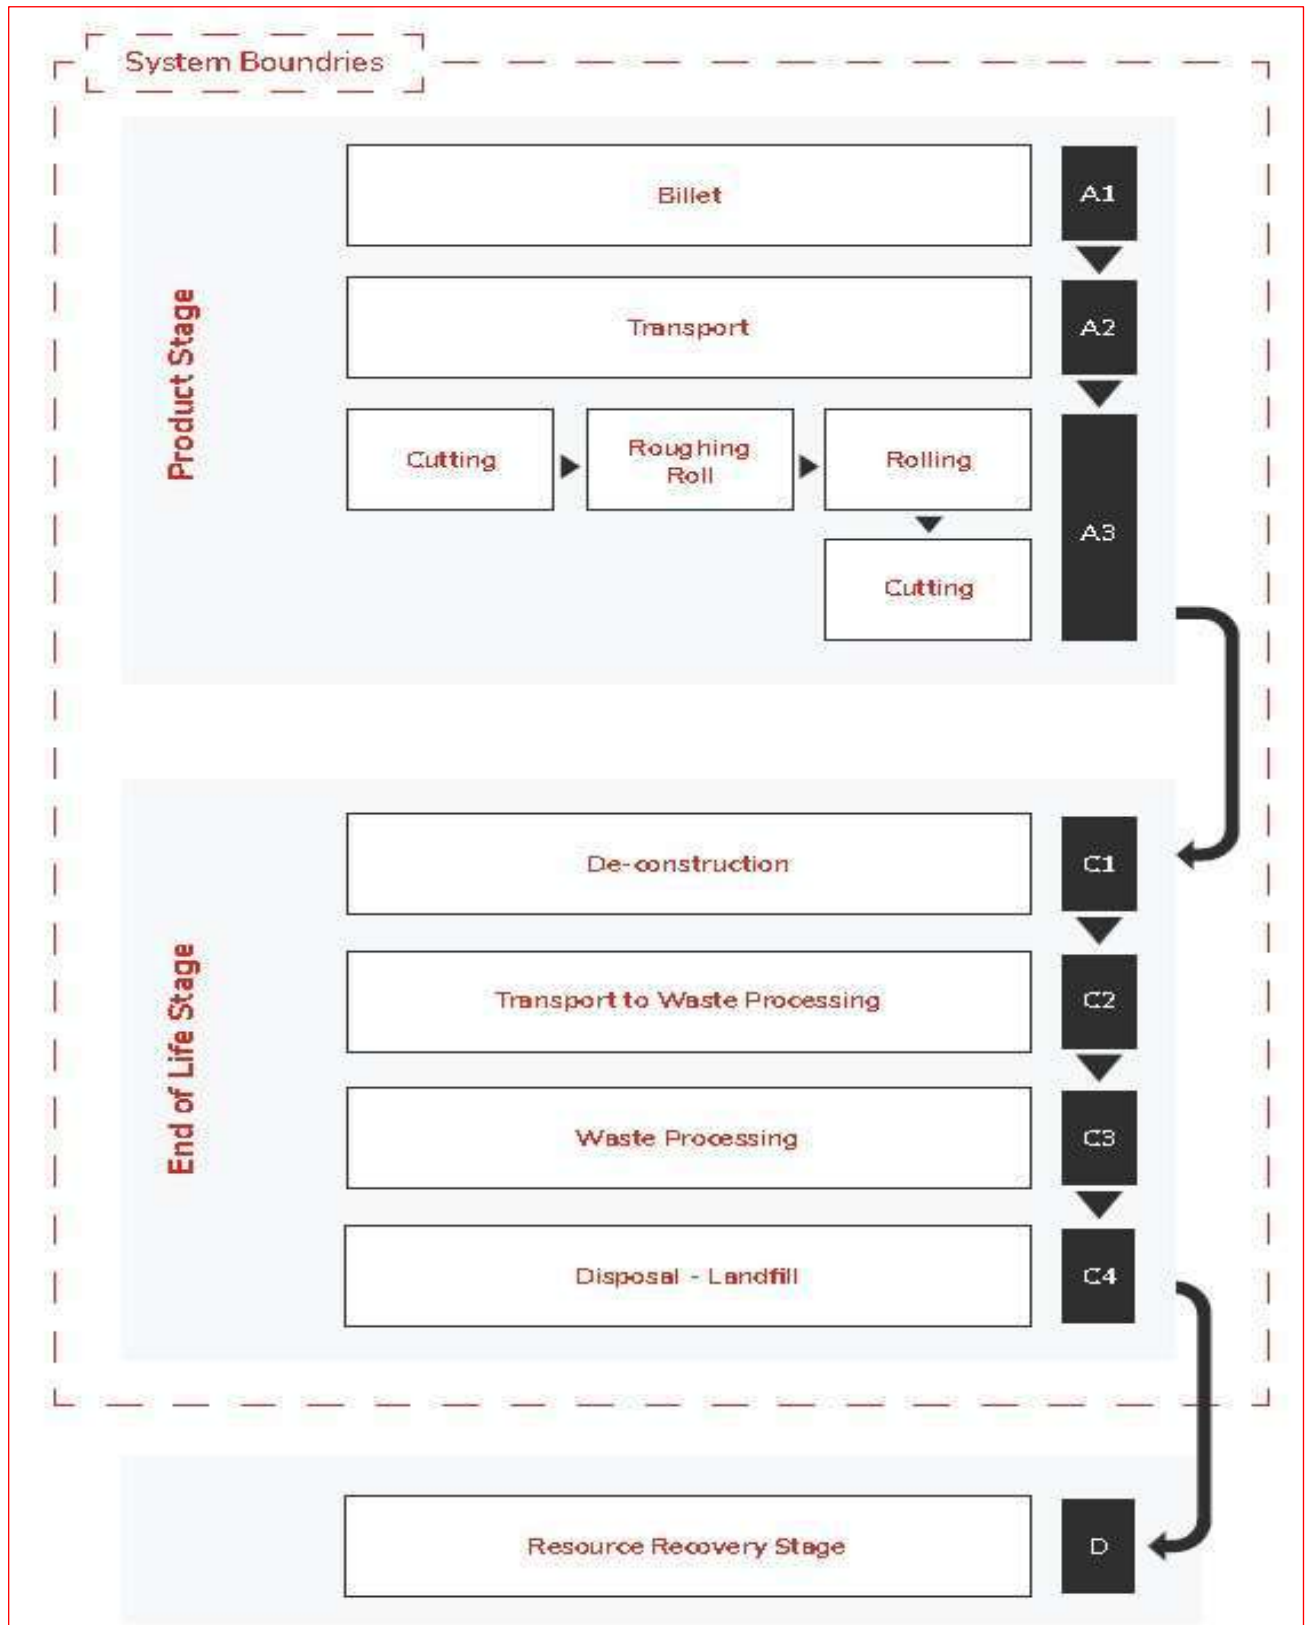 System Boundries
Product Stage
Billet
A1
Transport
A2
Cutting
Roughing
Roll
Rolling
A3
Cutting
End of Life Stage
De-construction
C1
Transport to Waste Processing
C2
Waste Processing
C3
Disposal - Landfill
C4
Resource Recovery Stage
D